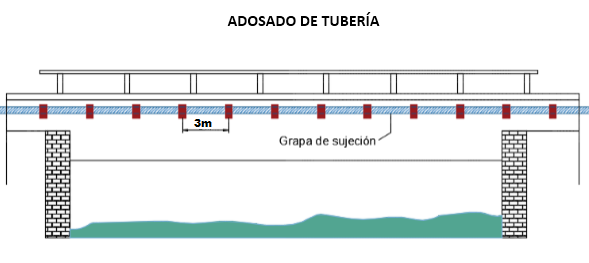 ADOSADO DE TUBERÍA
3m
Grapa de sujeción